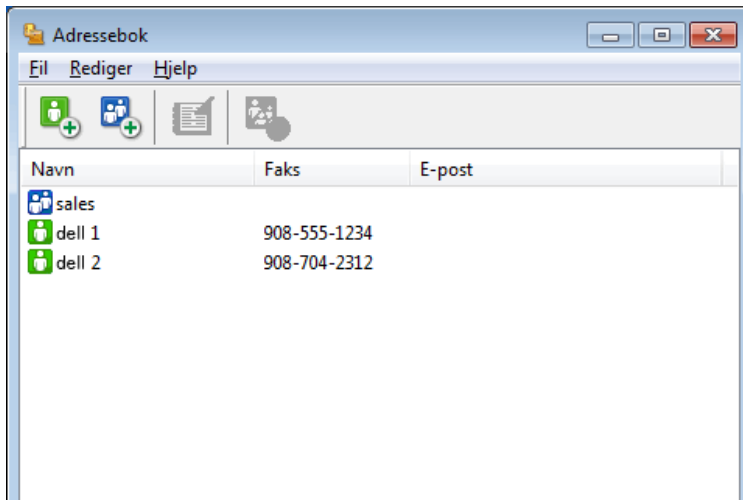 Adressebok
Fil Rediger Hjelp
Navn Faks E-post
sales
dell 1 908-555-1234
dell 2 908-704-2312